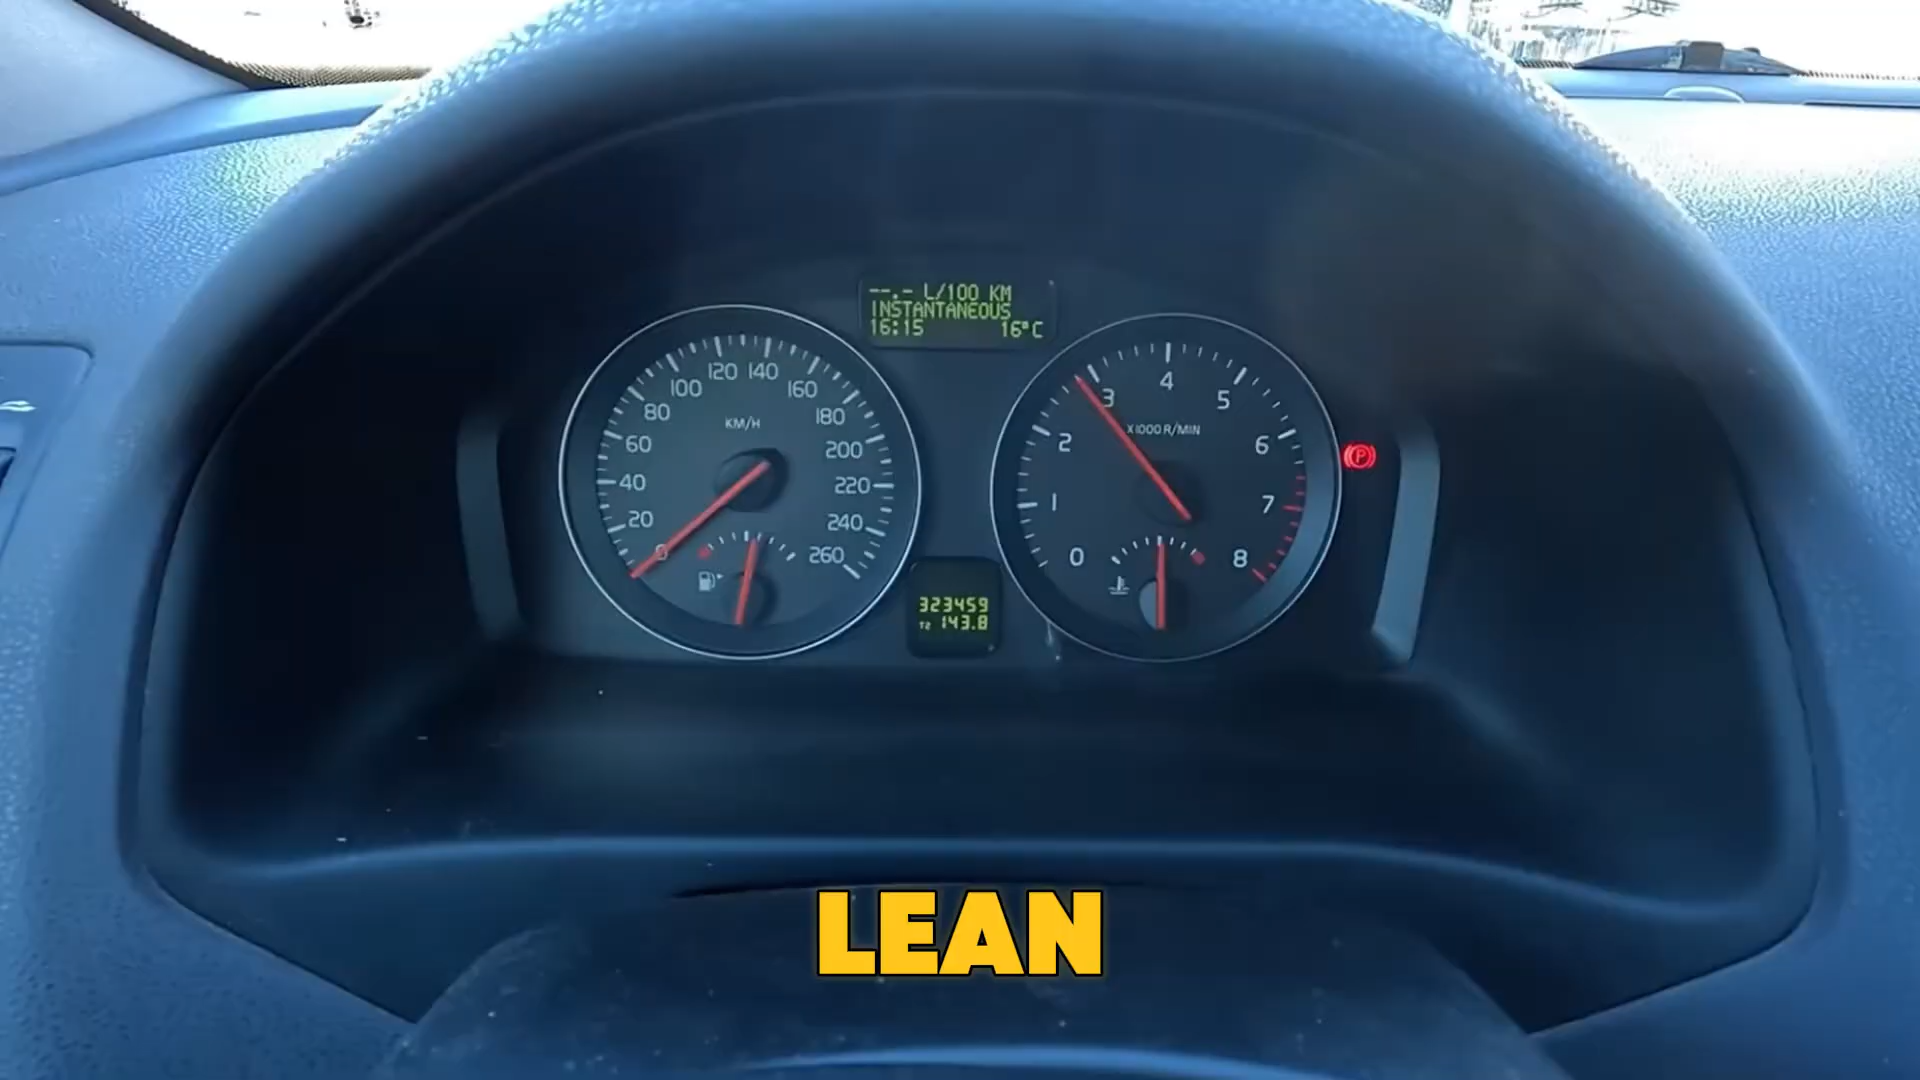 --.- L/100 KM
INSTANTANEOUS
16:15 16°C
0 20 40 60 80 100 120 140 160 180 200 220 240 260
KM/H
0 1 2 3 4 5 6 7 8
X1000 R/MIN
P
323459
T2 143.8
LEAN